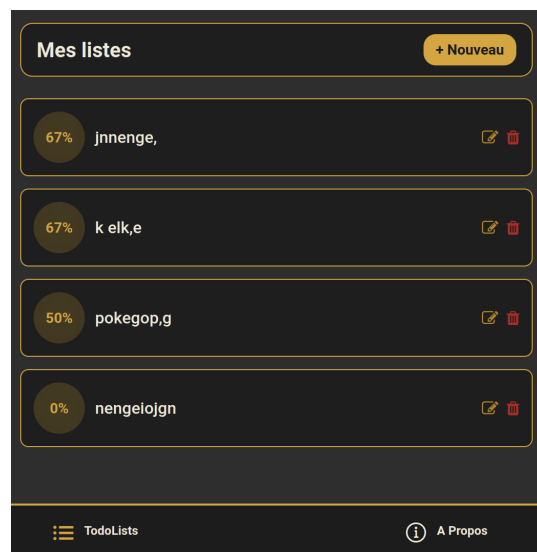 Mes listes
+ Nouveau
67% jnnenge,
67% k elk,e
50% pokegop,g
0% nengeiojgn
TodoLists
A Propos